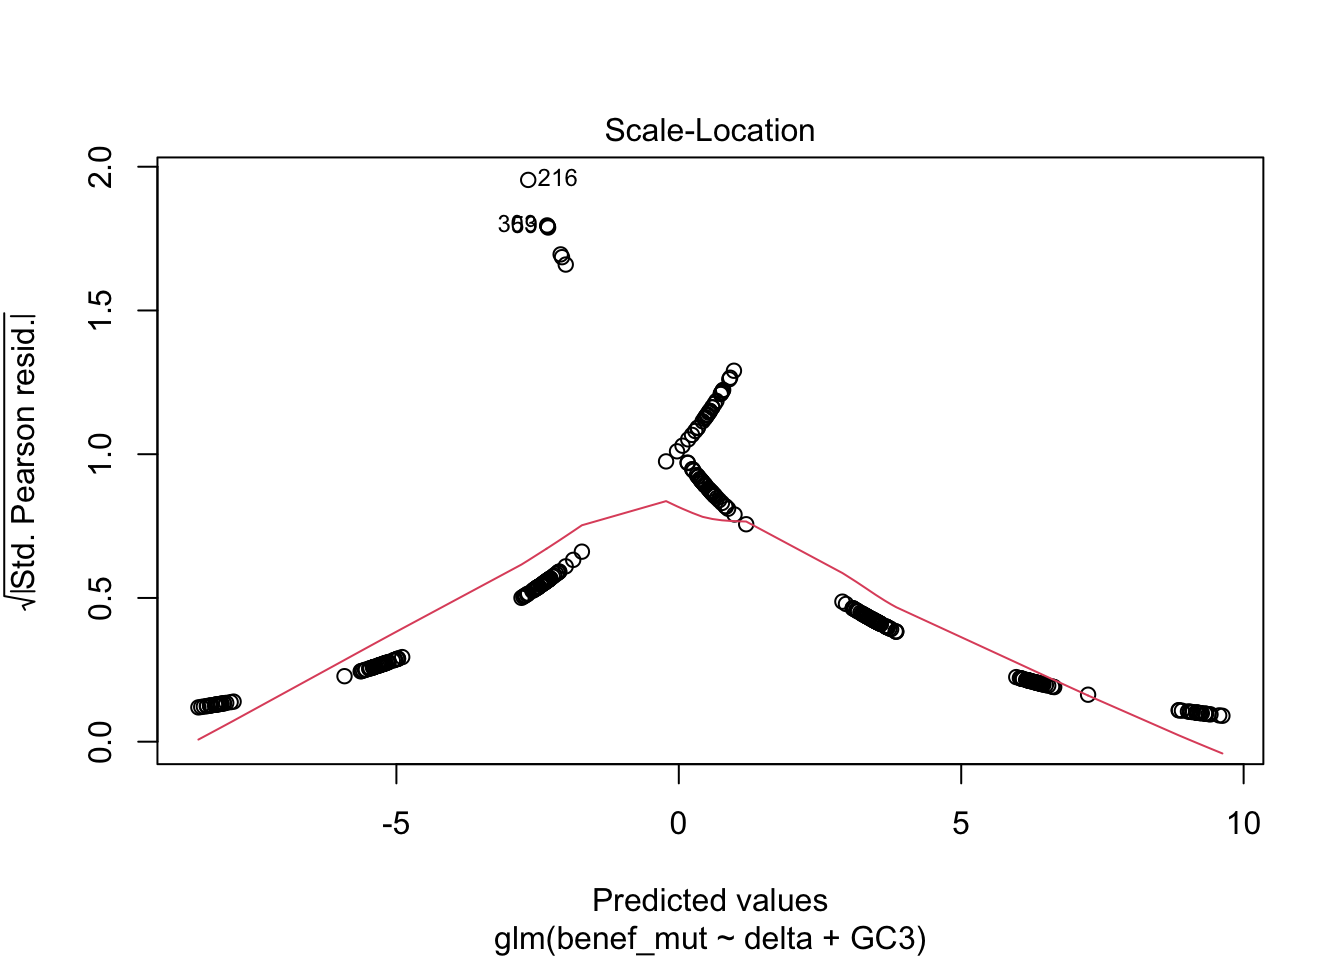 Scale-Location
√|Std. Pearson resid.|
2.0
1.5
1.0
0.5
0.0
216
-5
0
5
10
Predicted values
glm(benef_mut ~ delta + GC3)